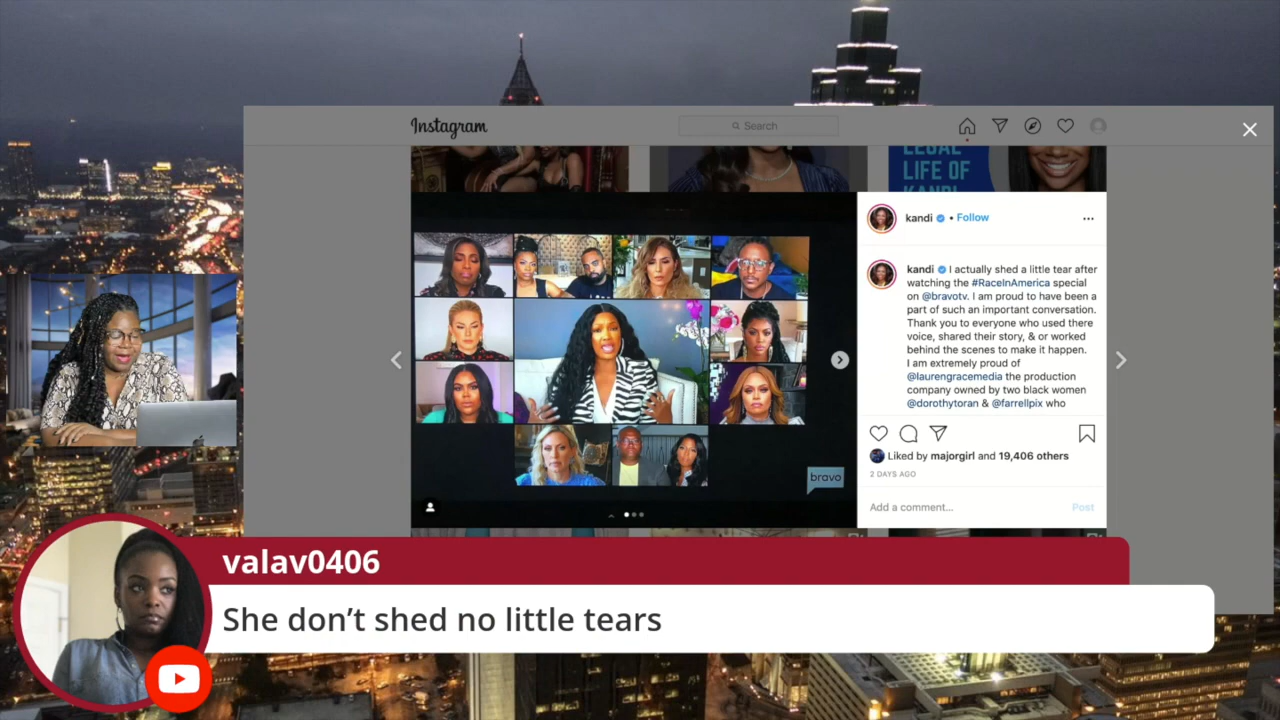 Instagram
Search
LEGAL
LIFE OF
KANDI
kandi • Follow
kandi I actually shed a little tear after
watching the #RaceInAmerica special
on @bravotv. I am proud to have been a
part of such an important conversation.
Thank you to everyone who used there
voice, shared their story, & or worked
behind the scenes to make it happen.
I am extremely proud of
@laurengracemedia the production
company owned by two black women
@dorothytoran & @farrellpix who
bravo
Liked by majorgirl and 19,406 others
2 DAYS AGO
Add a comment...
Post
valav0406
She don’t shed no little tears